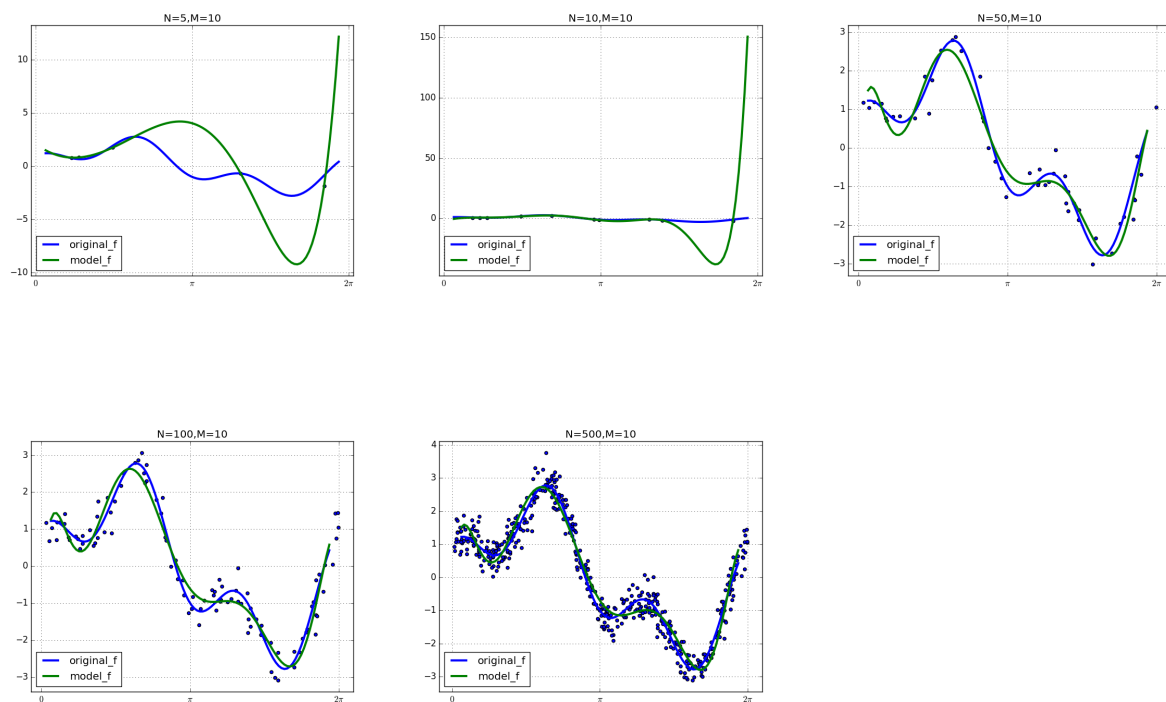 N=5,M=10
10
5
0
−5
−10
original_f
model_f
0
π
2π
N=10,M=10
150
100
50
0
original_f
model_f
0
π
2π
N=50,M=10
3
2
1
0
−1
−2
−3
original_f
model_f
0
π
2π
N=100,M=10
3
2
1
0
−1
−2
−3
original_f
model_f
0
π
2π
N=500,M=10
4
3
2
1
0
−1
−2
−3
original_f
model_f
0
π
2π